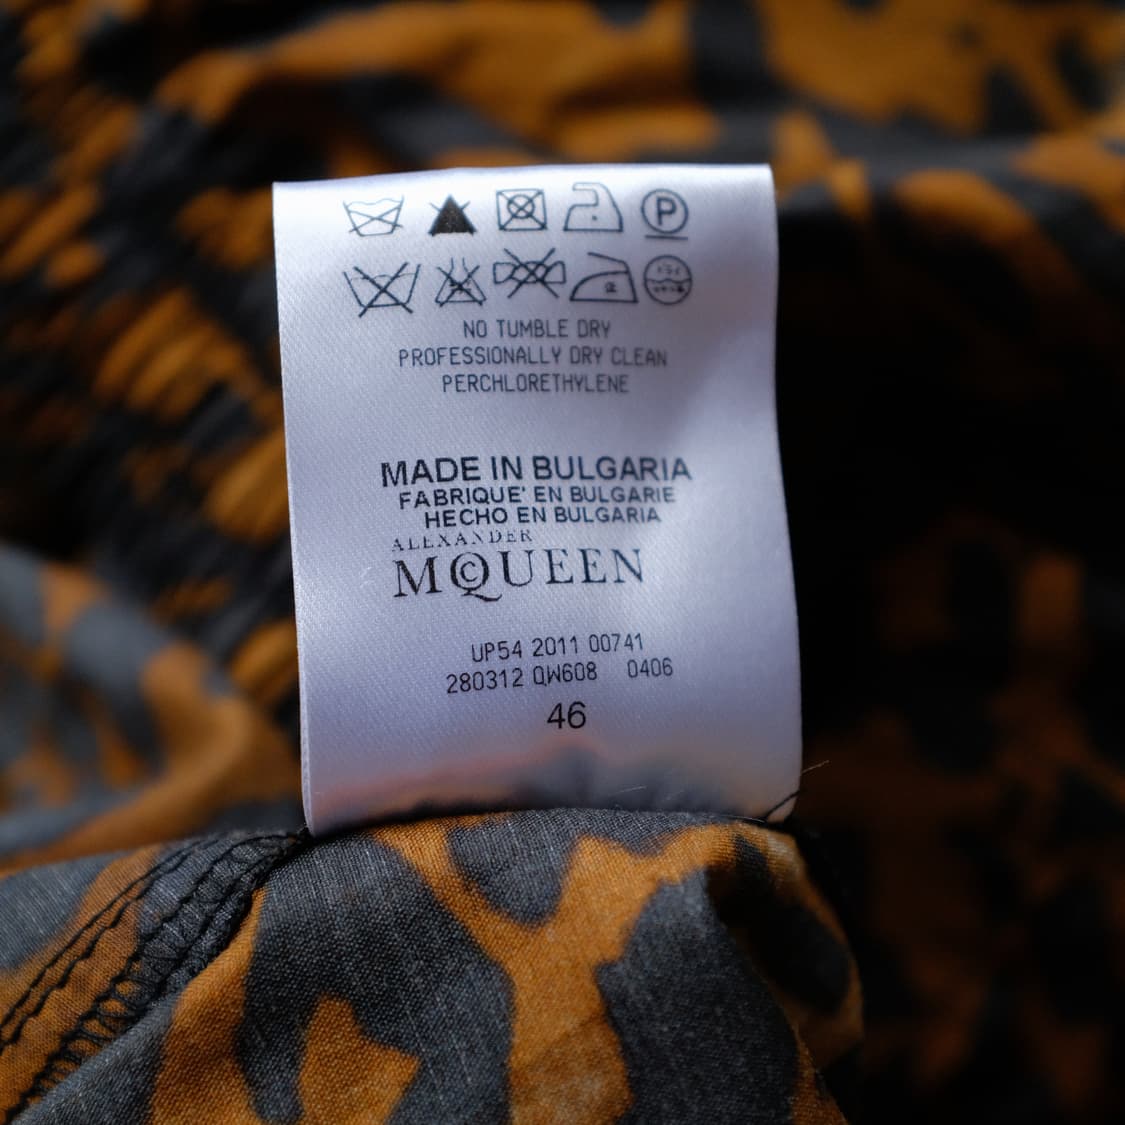 P
NO TUMBLE DRY
PROFESSIONALLY DRY CLEAN
PERCHLORETHYLENE
MADE IN BULGARIA
FABRIQUE' EN BULGARIE
HECHO EN BULGARIA
ALEXANDER
MCQUEEN
UP54 2011 00741
280312 QW608 0406
46